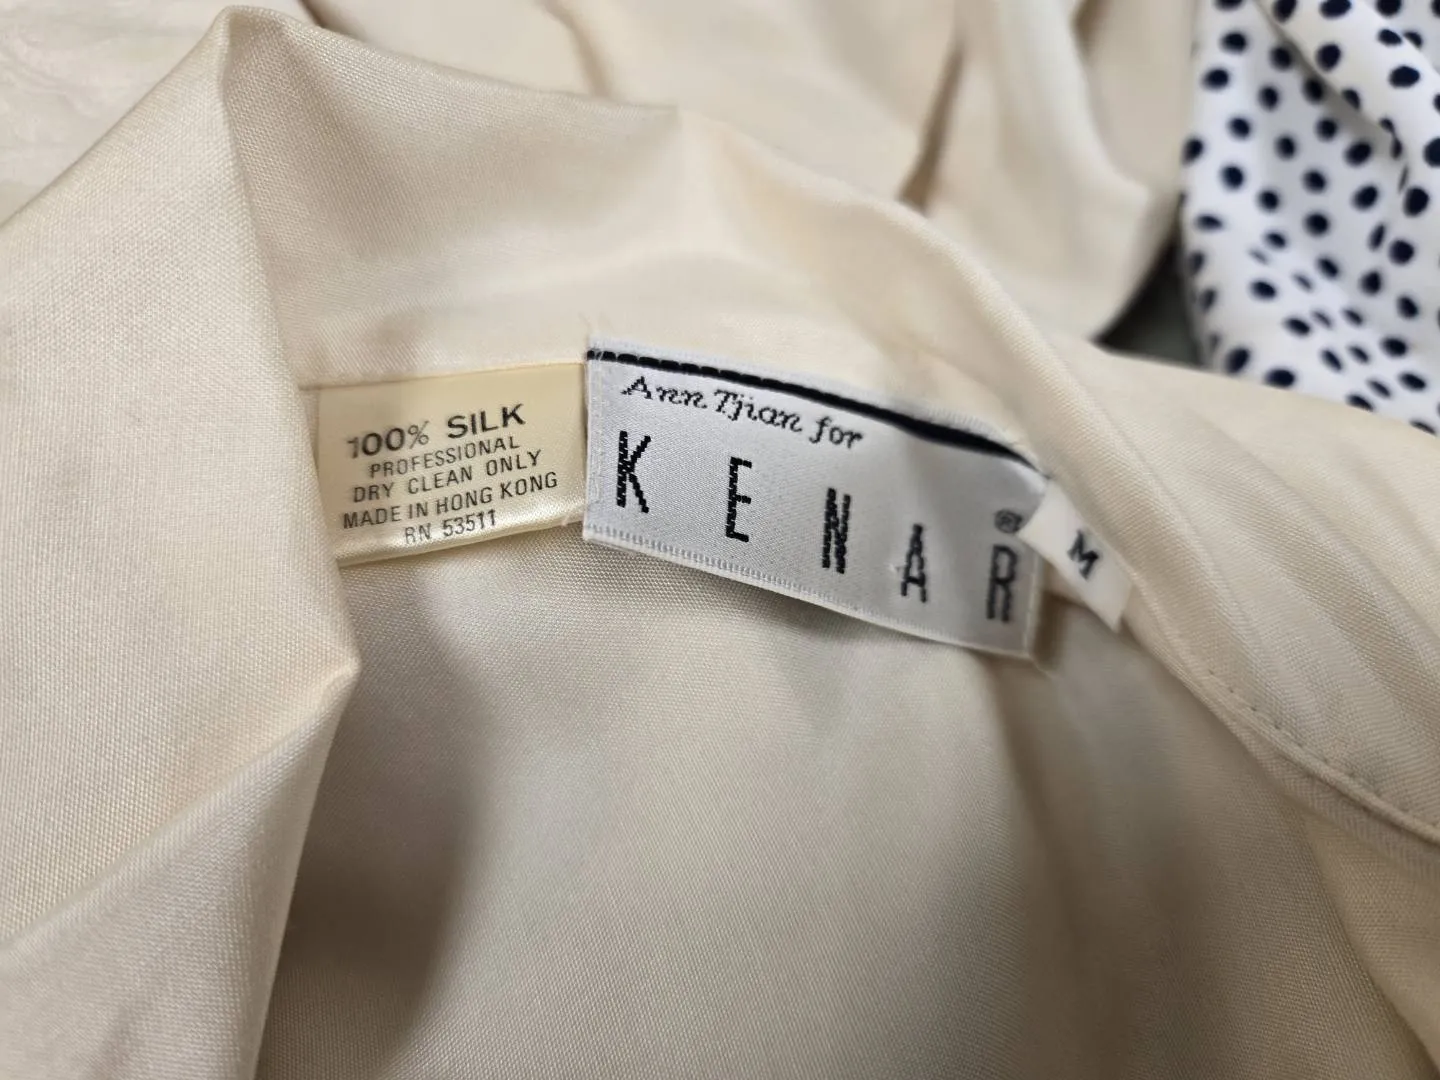 100% SILK
PROFESSIONAL
DRY CLEAN ONLY
MADE IN HONG KONG
RN 53511
Ann Tjian for
KENAR®
M